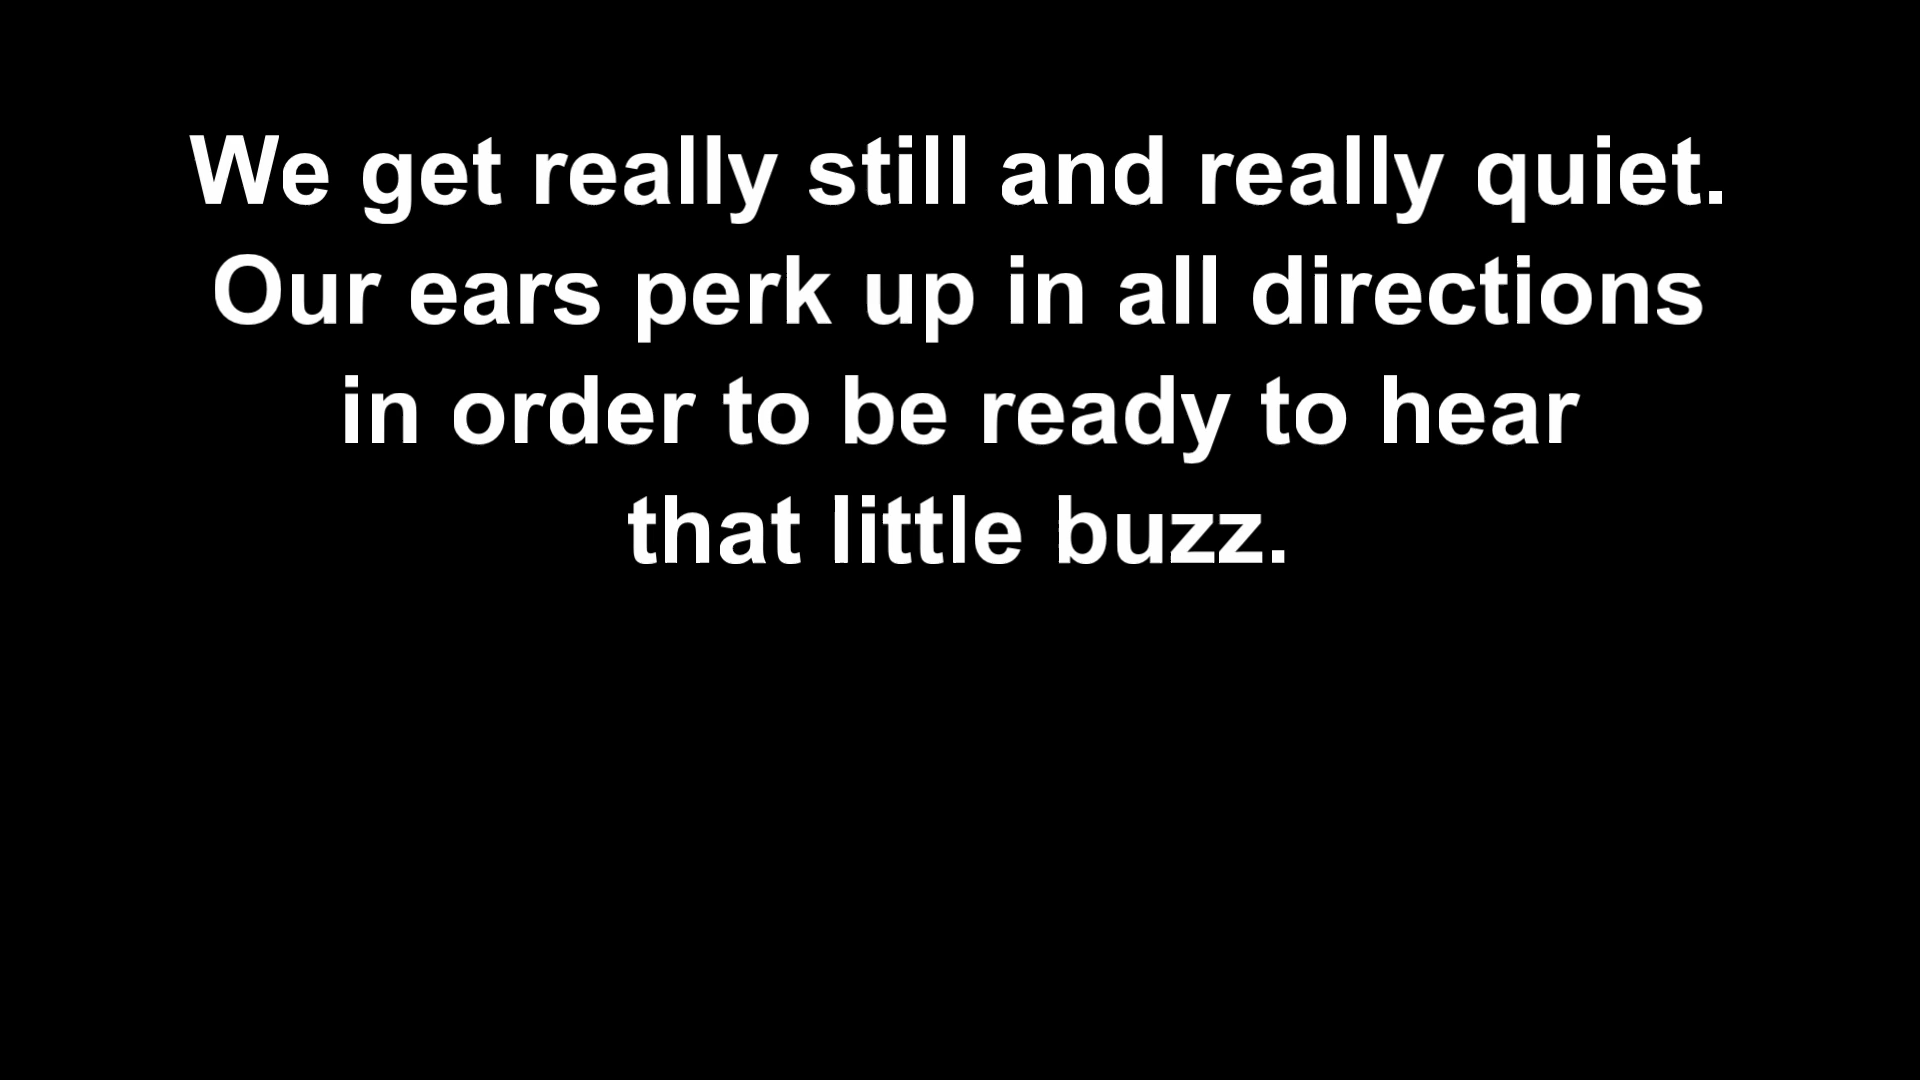 We get really still and really quiet.
Our ears perk up in all directions
in order to be ready to hear
that little buzz.